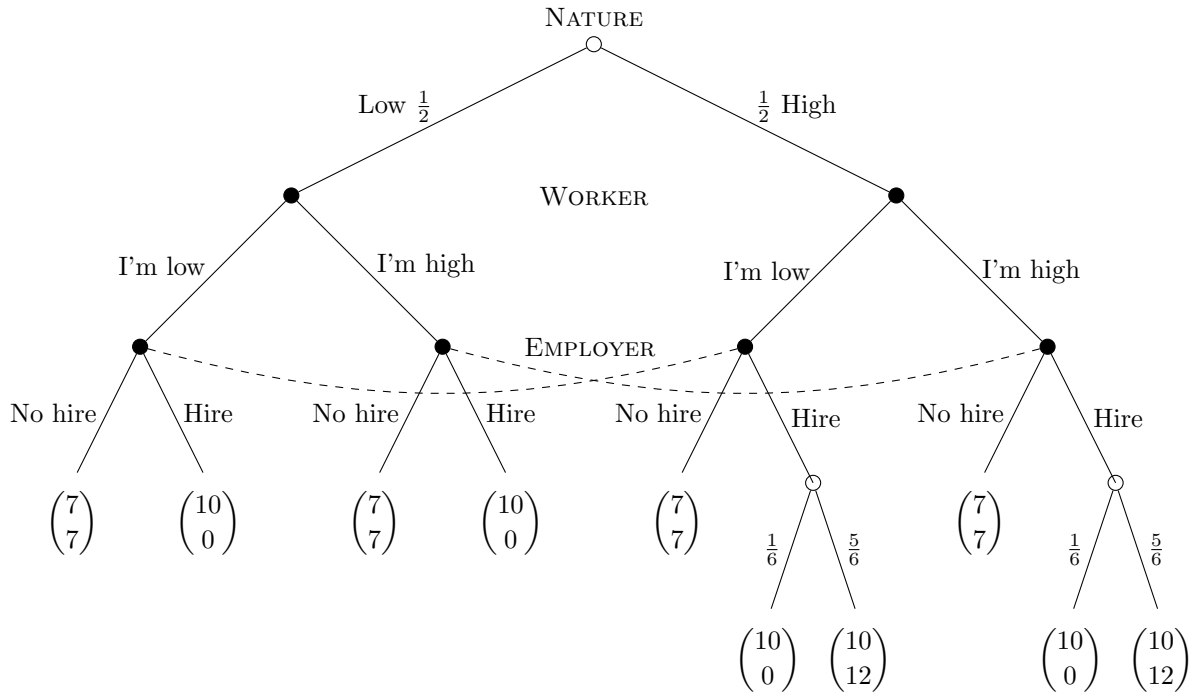 NATURE
Low 1/2
1/2 High
WORKER
I'm low
I'm high
I'm low
I'm high
EMPLOYER
No hire
Hire
No hire
Hire
No hire
Hire
No hire
Hire
(7 7)
(10 0)
(7 7)
(10 0)
(7 7)
(7 7)
1/6
5/6
1/6
5/6
(10 0)
(10 12)
(10 0)
(10 12)